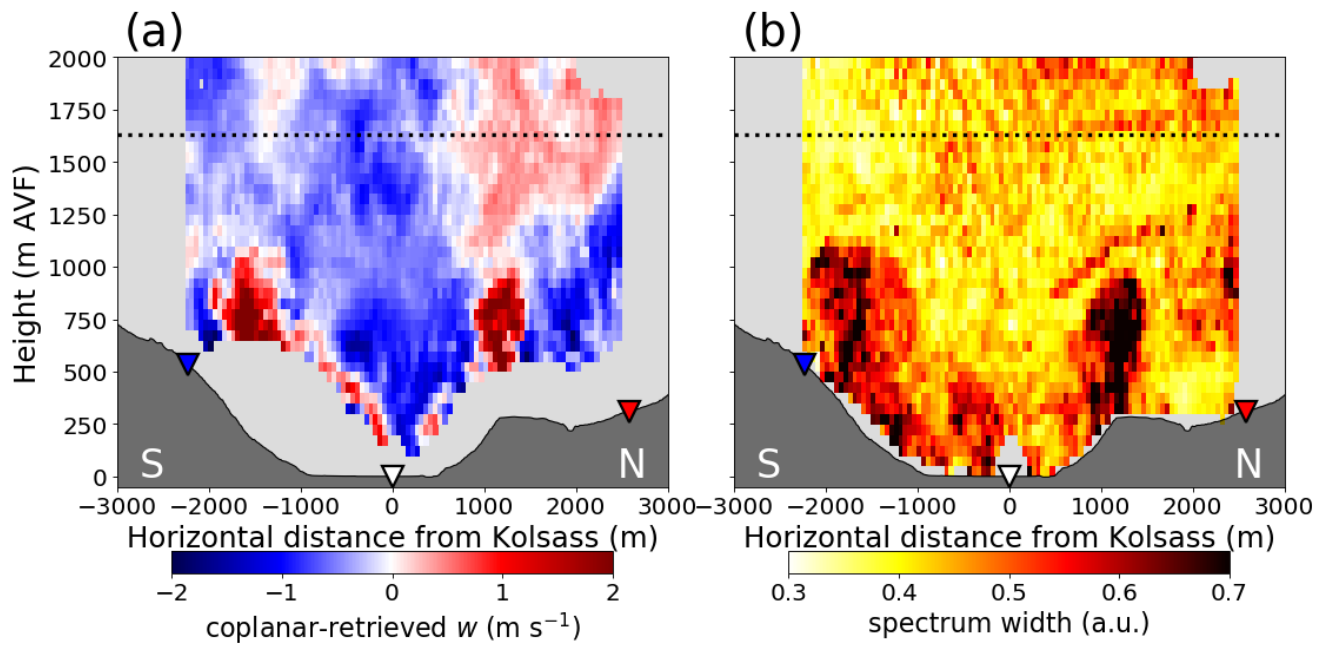 (a)
(b)
2000
1750
1500
1250
1000
750
500
250
0
Height (m AVF)
S
N
S
N
−3000 −2000 −1000 0 1000 2000 3000
−3000 −2000 −1000 0 1000 2000 3000
Horizontal distance from Kolsass (m)
Horizontal distance from Kolsass (m)
−2 −1 0 1 2
0.3 0.4 0.5 0.6 0.7
coplanar-retrieved w (m s⁻¹)
spectrum width (a.u.)